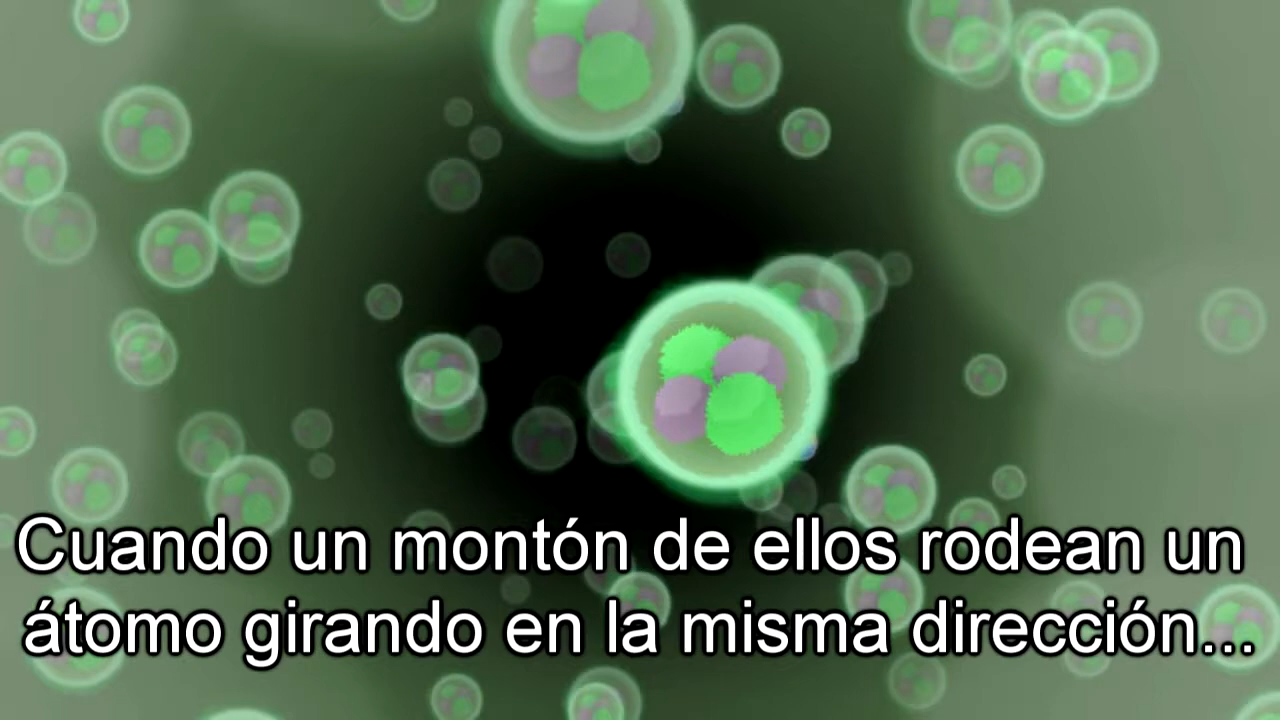 Cuando un montón de ellos rodean un
átomo girando en la misma dirección...